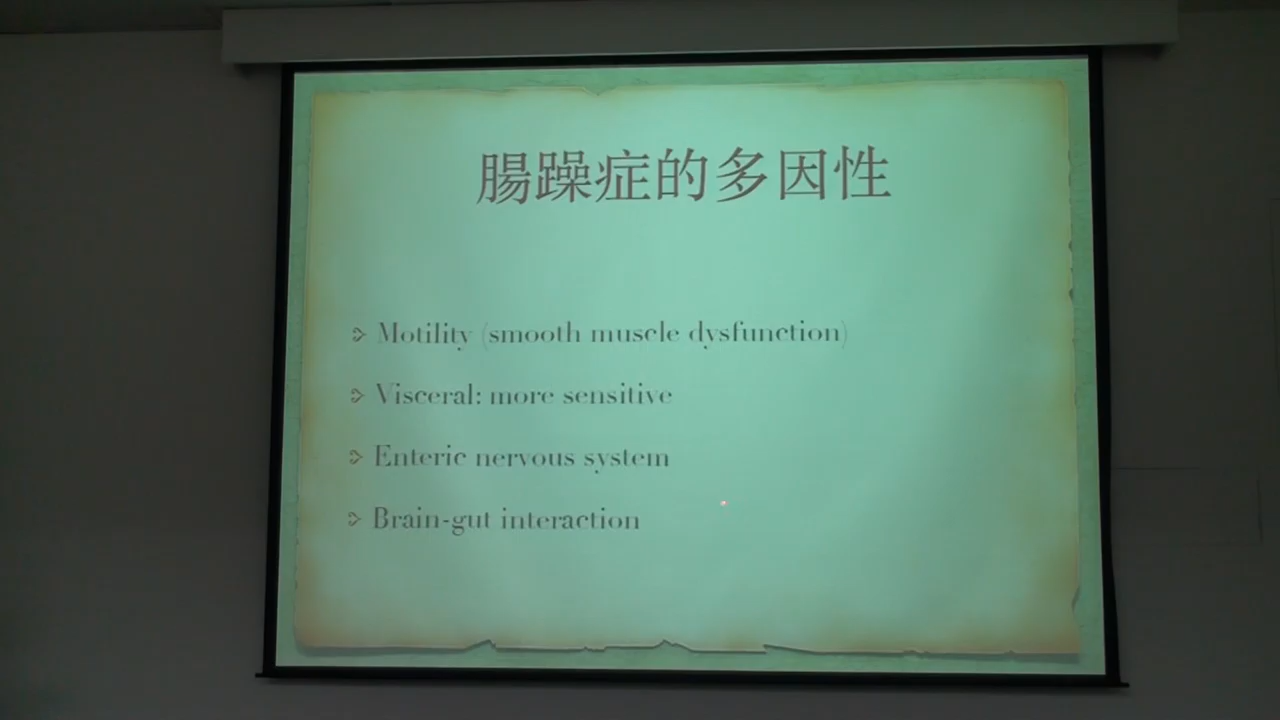 腸躁症的多因性
Motility (smooth muscle dysfunction)
Visceral: more sensitive
Enteric nervous system
Brain-gut interaction